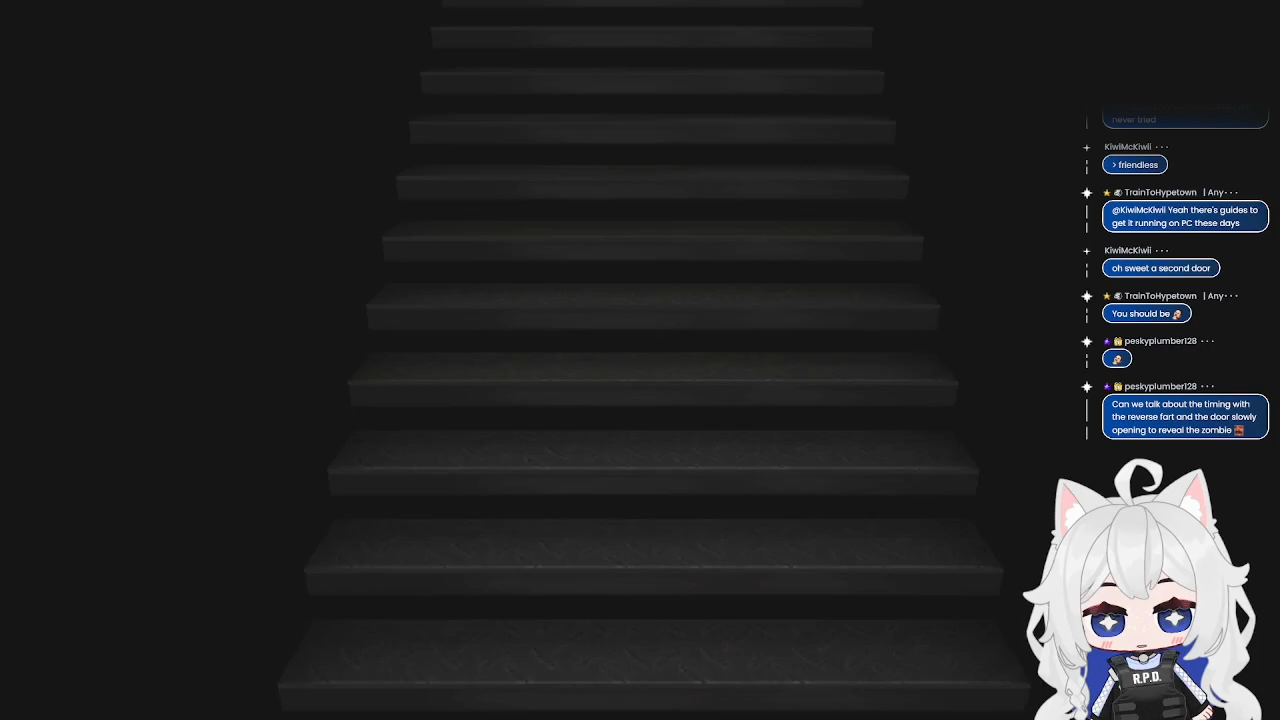 never tried
KiwiMcKiwii ···
> friendless
TrainToHypetown | Any···
@KiwiMcKiwii Yeah there's guides to
get it running on PC these days
KiwiMcKiwii ···
oh sweet a second door
TrainToHypetown | Any···
You should be
peskyplumber128 ···
peskyplumber128 ···
Can we talk about the timing with
the reverse fart and the door slowly
opening to reveal the zombie
R.P.D.